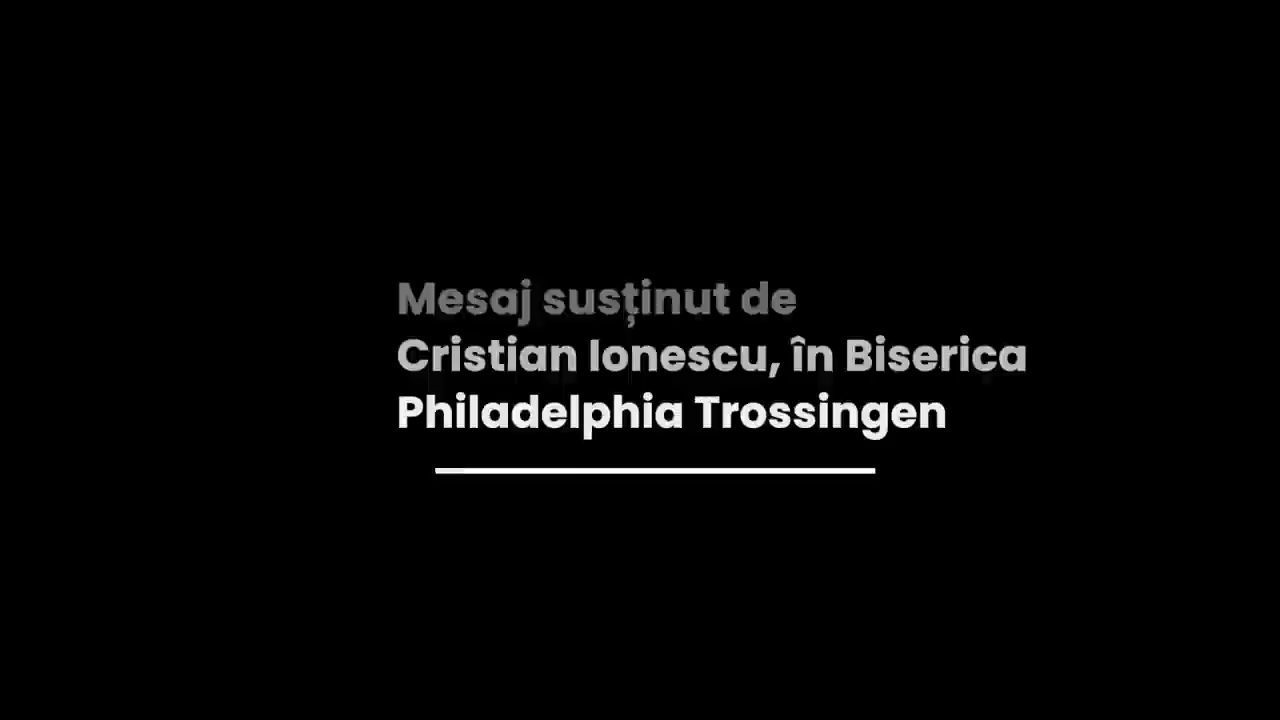 Mesaj susținut de
Cristian Ionescu, în Biserica
Philadelphia Trossingen